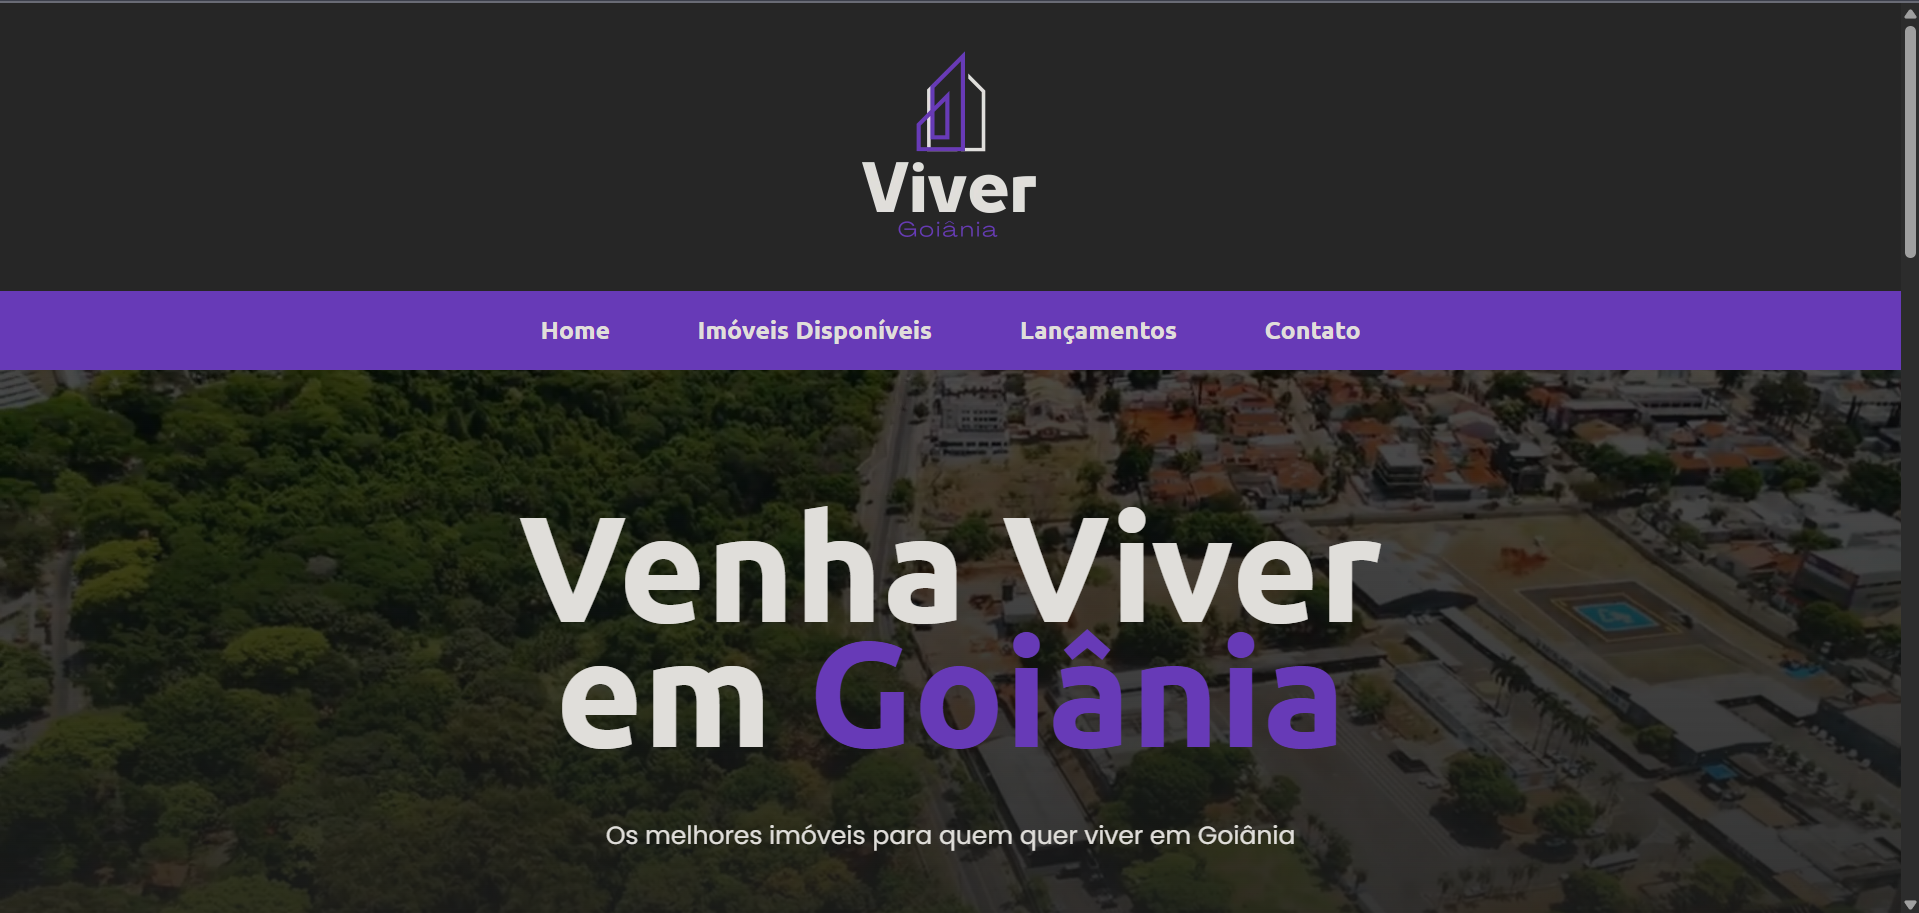 Viver
Goiânia
Home Imóveis Disponíveis Lançamentos Contato
Venha Viver
em Goiânia
Os melhores imóveis para quem quer viver em Goiânia